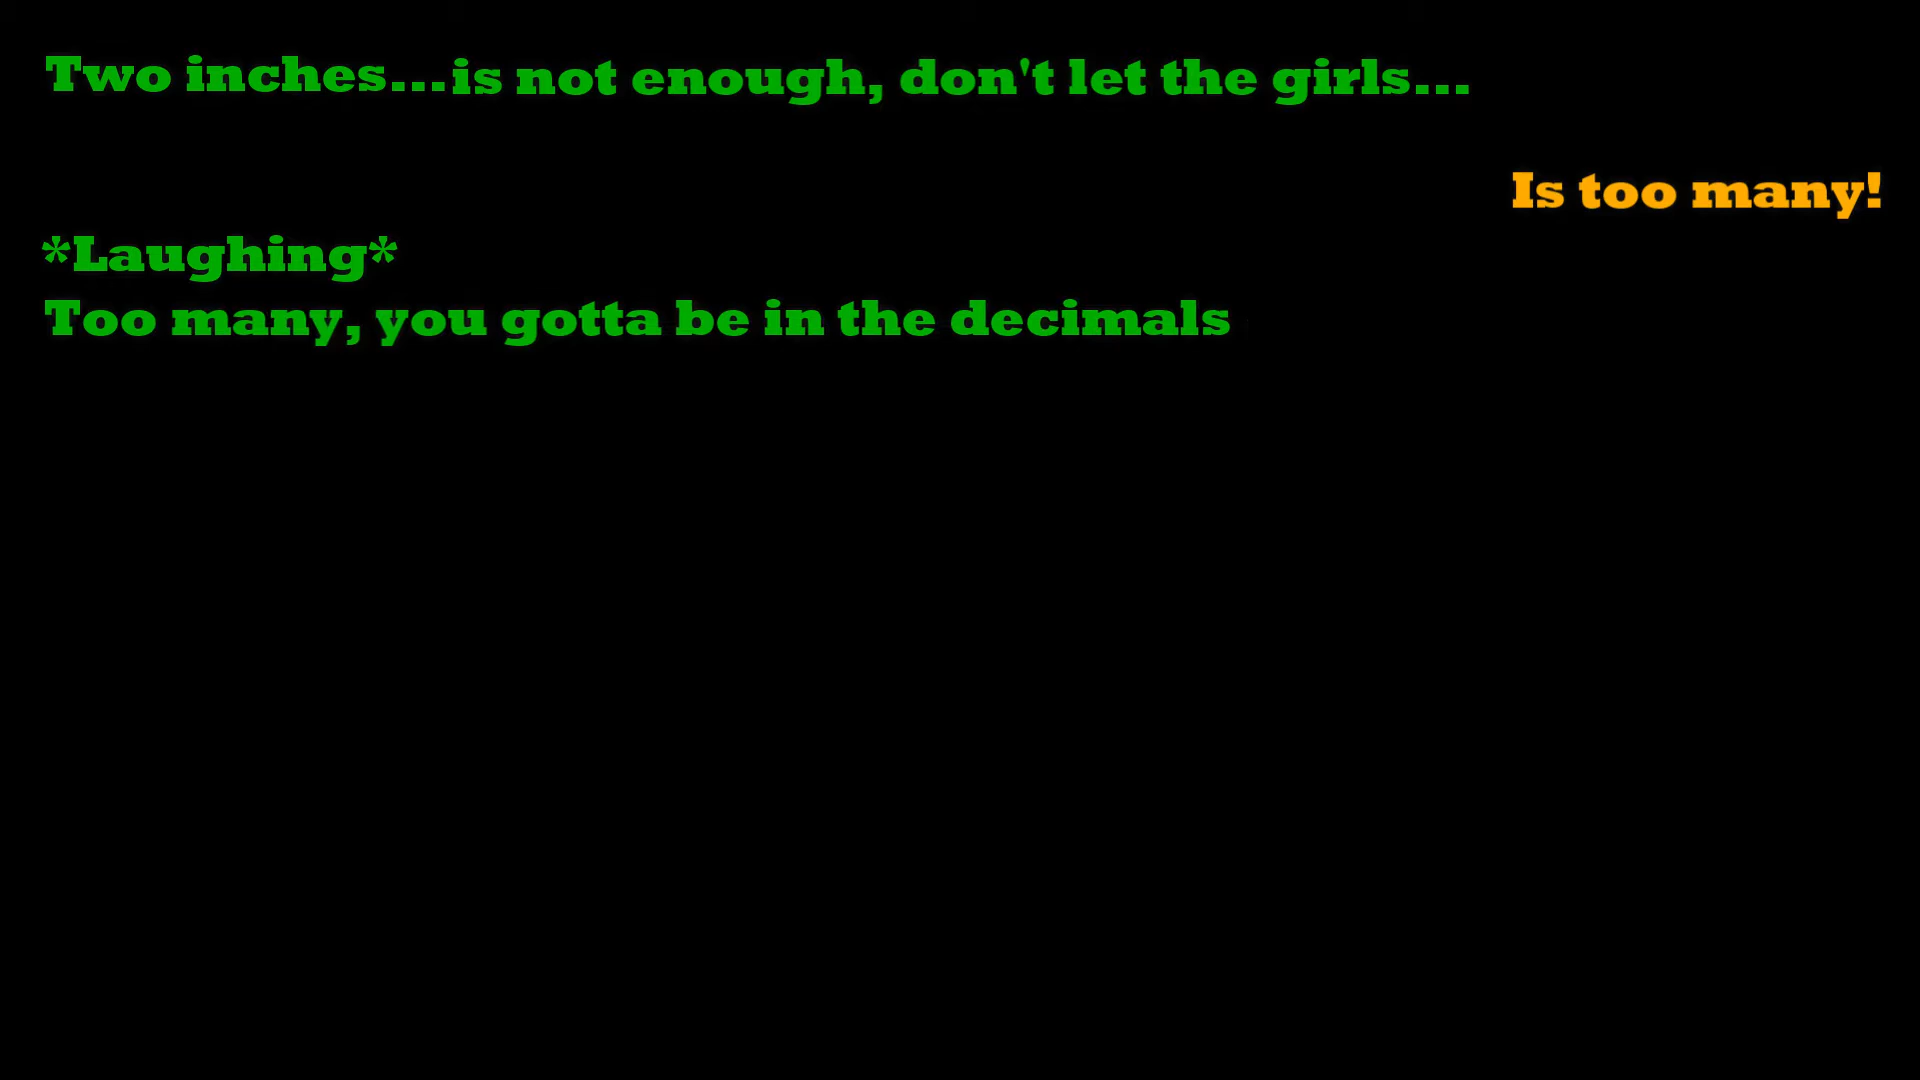 Two inches...is not enough, don't let the girls...
Is too many!
*Laughing*
Too many, you gotta be in the decimals